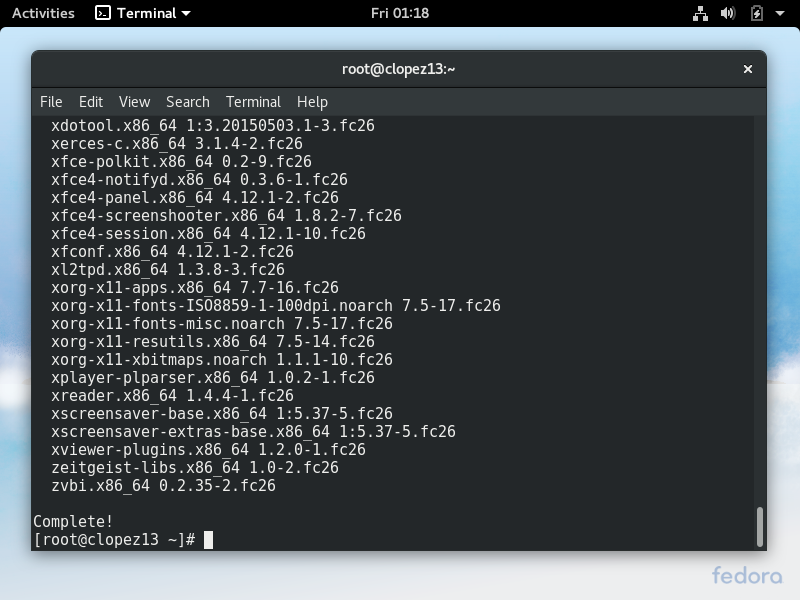 Activities Terminal Fri 01:18
root@clopez13:~
File Edit View Search Terminal Help
xdotool.x86_64 1:3.20150503.1-3.fc26
xerces-c.x86_64 3.1.4-2.fc26
xfce-polkit.x86_64 0.2-9.fc26
xfce4-notifyd.x86_64 0.3.6-1.fc26
xfce4-panel.x86_64 4.12.1-2.fc26
xfce4-screenshooter.x86_64 1.8.2-7.fc26
xfce4-session.x86_64 4.12.1-10.fc26
xfconf.x86_64 4.12.1-2.fc26
xl2tpd.x86_64 1.3.8-3.fc26
xorg-x11-apps.x86_64 7.7-16.fc26
xorg-x11-fonts-ISO8859-1-100dpi.noarch 7.5-17.fc26
xorg-x11-fonts-misc.noarch 7.5-17.fc26
xorg-x11-resutils.x86_64 7.5-14.fc26
xorg-x11-xbitmaps.noarch 1.1.1-10.fc26
xplayer-plparser.x86_64 1.0.2-1.fc26
xreader.x86_64 1.4.4-1.fc26
xscreensaver-base.x86_64 1:5.37-5.fc26
xscreensaver-extras-base.x86_64 1:5.37-5.fc26
xviewer-plugins.x86_64 1.2.0-1.fc26
zeitgeist-libs.x86_64 1.0-2.fc26
zvbi.x86_64 0.2.35-2.fc26
Complete!
[root@clopez13 ~]#
fedora